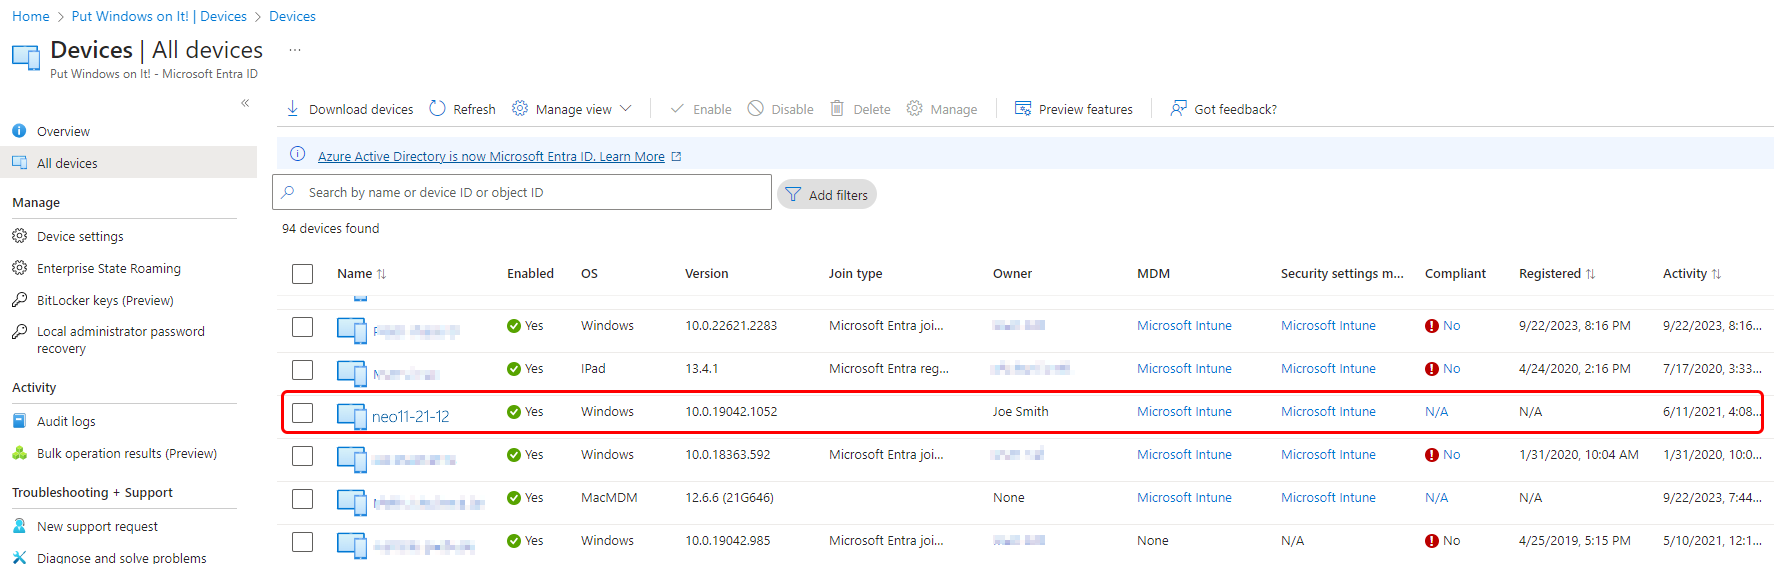 Home > Put Windows on It! | Devices > Devices
Devices | All devices ...
Put Windows on It! - Microsoft Entra ID
«
Download devices Refresh Manage view Enable Disable Delete Manage Preview features Got feedback?
Overview
All devices
Manage
Device settings
Enterprise State Roaming
BitLocker keys (Preview)
Local administrator password
recovery
Activity
Audit logs
Bulk operation results (Preview)
Troubleshooting + Support
New support request
Diagnose and solve problems
Azure Active Directory is now Microsoft Entra ID. Learn More
Search by name or device ID or object ID
Add filters
94 devices found
Name Enabled OS Version Join type Owner MDM Security settings m... Compliant Registered Activity
Yes Windows 10.0.22621.2283 Microsoft Entra joi... Microsoft Intune Microsoft Intune No 9/22/2023, 8:16 PM 9/22/2023, 8:16...
Yes IPad 13.4.1 Microsoft Entra reg... Microsoft Intune Microsoft Intune No 4/24/2020, 2:16 PM 7/17/2020, 3:33...
neo11-21-12 Yes Windows 10.0.19042.1052 Joe Smith Microsoft Intune Microsoft Intune N/A N/A 6/11/2021, 4:08...
Yes Windows 10.0.18363.592 Microsoft Entra joi... Microsoft Intune Microsoft Intune No 1/31/2020, 10:04 AM 1/31/2020, 10:0...
Yes MacMDM 12.6.6 (21G646) None Microsoft Intune Microsoft Intune N/A N/A 9/22/2023, 7:44...
Yes Windows 10.0.19042.985 Microsoft Entra joi... None N/A No 4/25/2019, 5:15 PM 5/10/2021, 12:1...